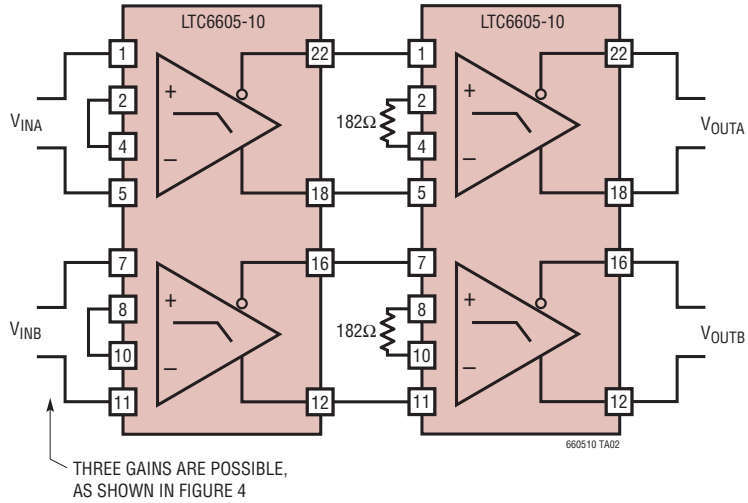 LTC6605-10 LTC6605-10
1 22 1 22
+ +
2 2
VINA 182Ω VOUTA
4 4
– –
5 18 5 18
7 16 7 16
+ +
8 8
VINB 182Ω VOUTB
10 10
– –
11 12 11 12
660510 TA02
THREE GAINS ARE POSSIBLE,
AS SHOWN IN FIGURE 4